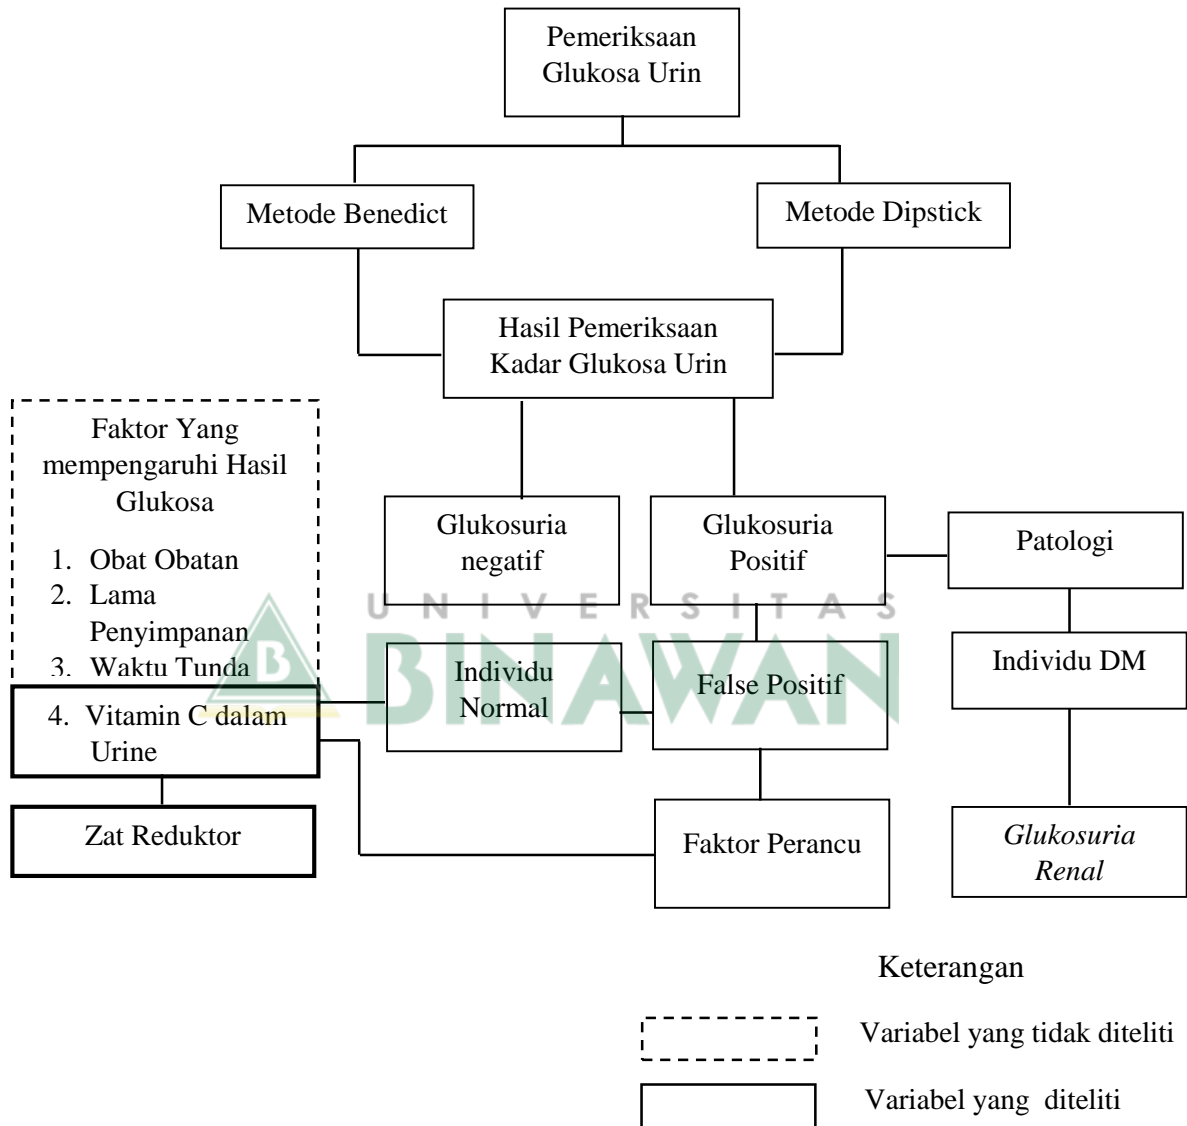 Pemeriksaan
Glukosa Urin
Metode Benedict
Metode Dipstick
Hasil Pemeriksaan
Kadar Glukosa Urin
Faktor Yang
mempengaruhi Hasil
Glukosa
1. Obat Obatan
2. Lama
Penyimpanan
3. Waktu Tunda
4. Vitamin C dalam
Urine
Zat Reduktor
Glukosuria
negatif
Glukosuria
Positif
Patologi
UNIVERSITAS
BINAWAN
B
Individu
Normal
False Positif
Individu DM
Faktor Perancu
Glukosuria
Renal
Keterangan
Variabel yang tidak diteliti
Variabel yang diteliti